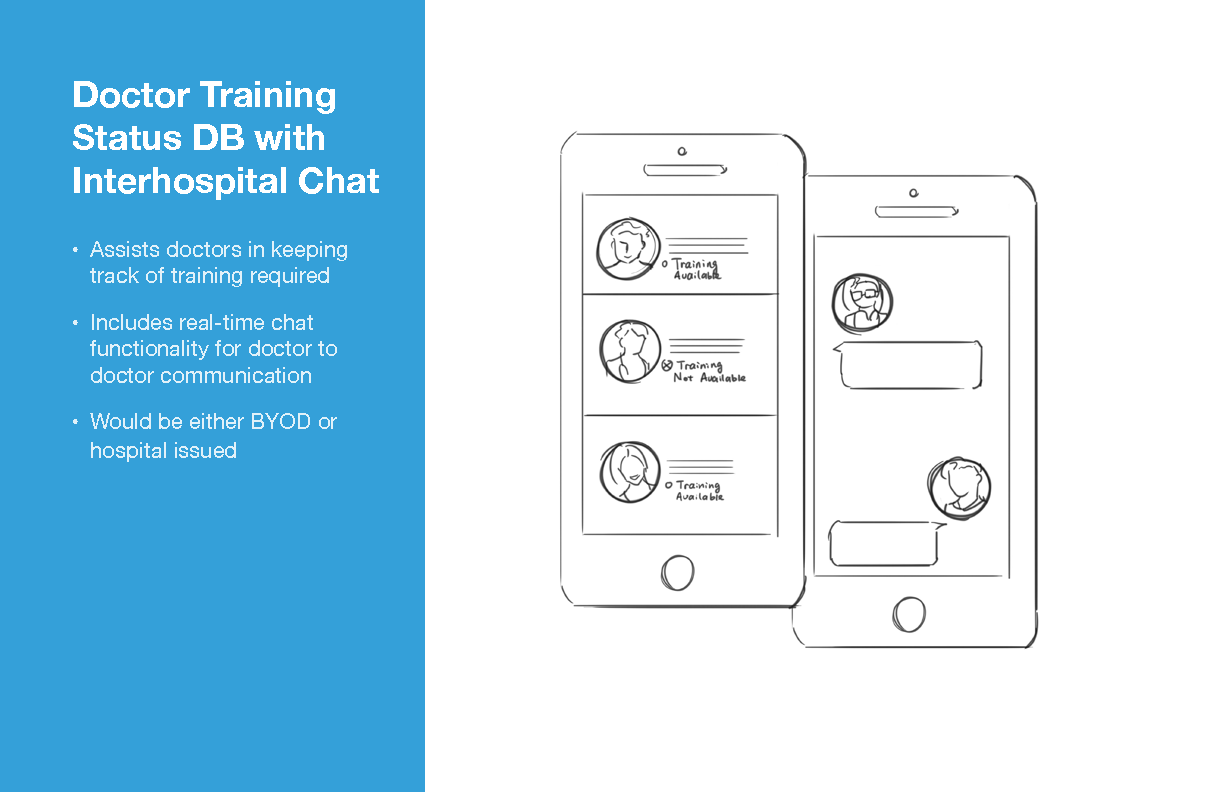 Doctor Training
Status DB with
Interhospital Chat
• Assists doctors in keeping
track of training required
• Includes real-time chat
functionality for doctor to
doctor communication
• Would be either BYOD or
hospital issued
Training
Available
Training
Not Available
Training
Available